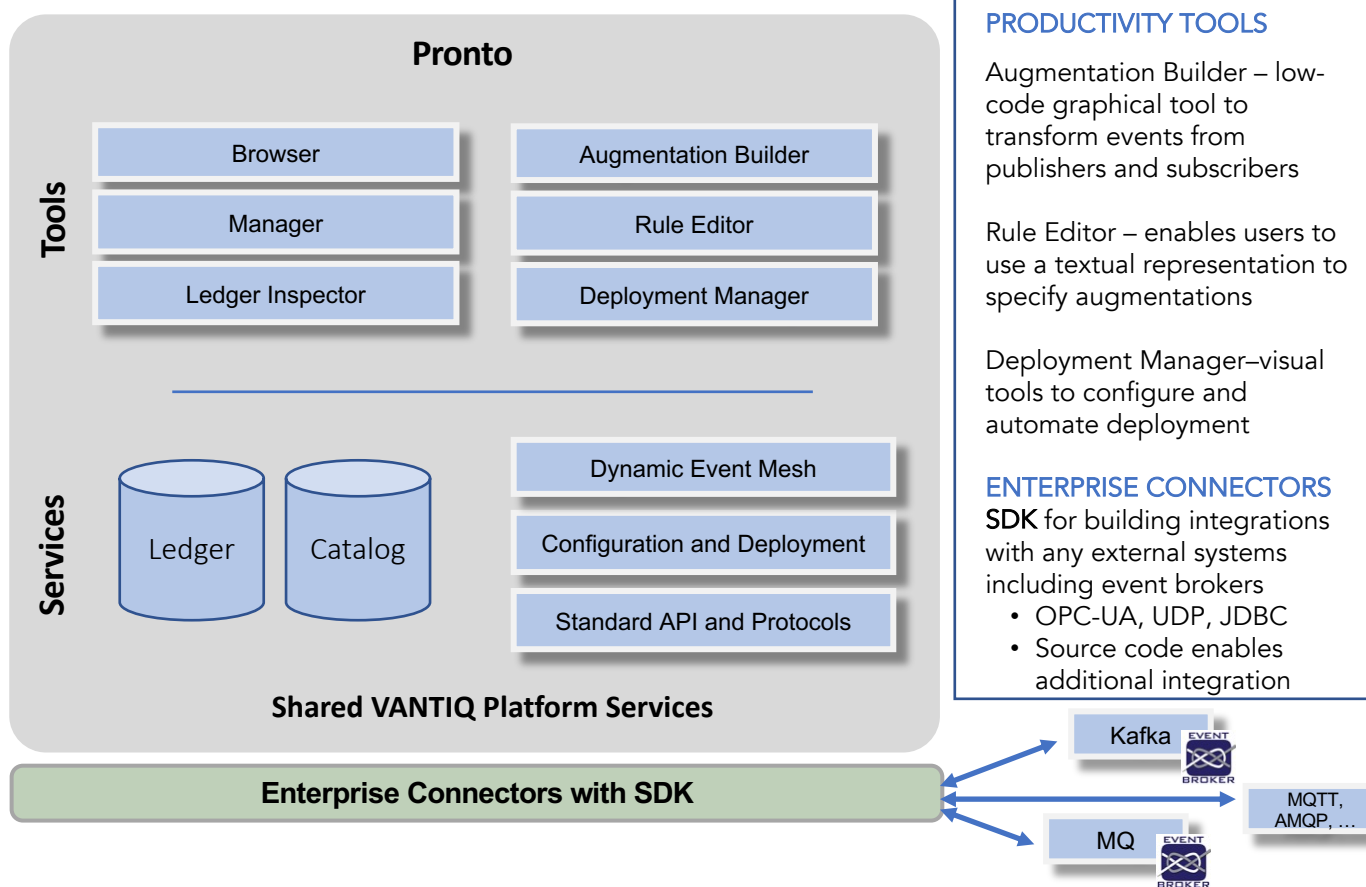 Pronto
Tools
Browser
Manager
Ledger Inspector
Augmentation Builder
Rule Editor
Deployment Manager
Services
Ledger
Catalog
Dynamic Event Mesh
Configuration and Deployment
Standard API and Protocols
Shared VANTIQ Platform Services
Enterprise Connectors with SDK
PRODUCTIVITY TOOLS
Augmentation Builder – low-
code graphical tool to
transform events from
publishers and subscribers
Rule Editor – enables users to
use a textual representation to
specify augmentations
Deployment Manager–visual
tools to configure and
automate deployment
ENTERPRISE CONNECTORS
SDK for building integrations
with any external systems
including event brokers
• OPC-UA, UDP, JDBC
• Source code enables
additional integration
Kafka
EVENT
BROKER
MQTT,
AMQP, …
MQ
EVENT
BROKER